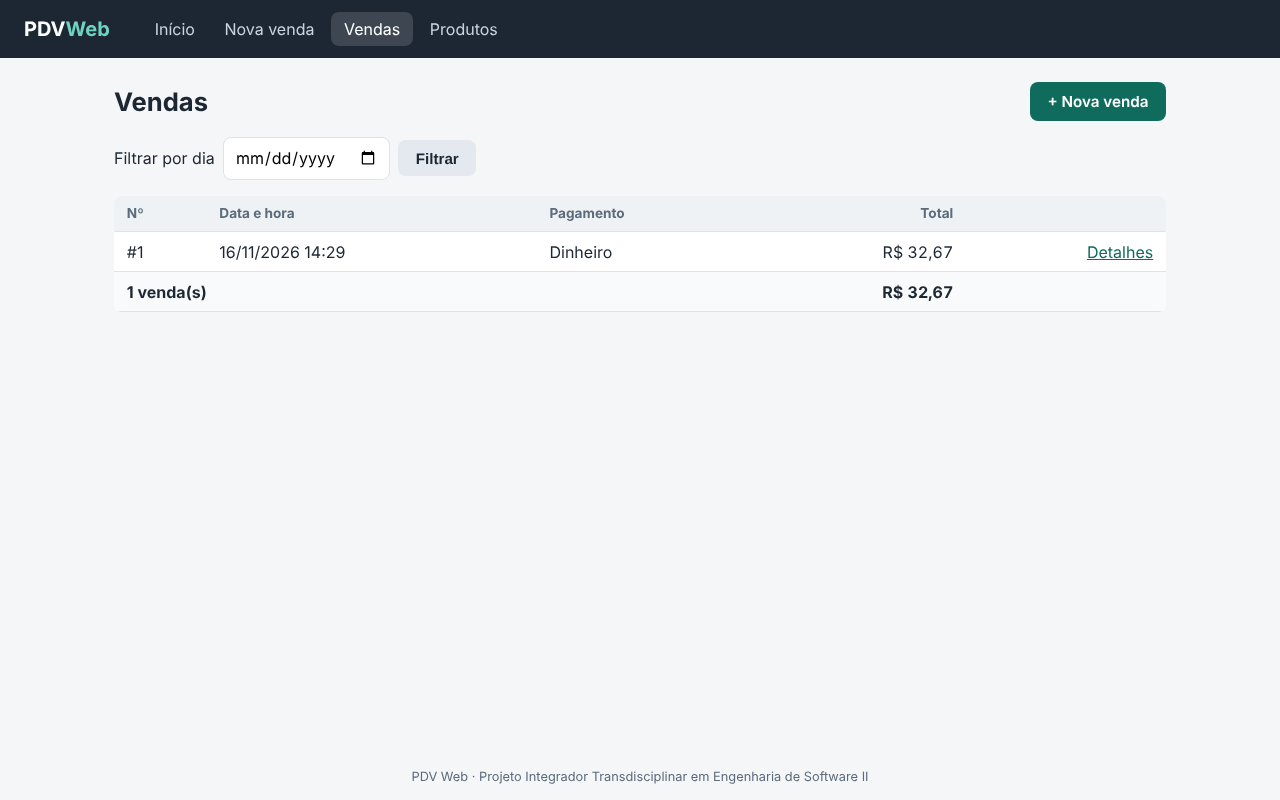 PDVWeb Início Nova venda Vendas Produtos
Vendas + Nova venda
Filtrar por dia mm/dd/yyyy Filtrar
Nº Data e hora Pagamento Total
#1 16/11/2026 14:29 Dinheiro R$ 32,67 Detalhes
1 venda(s) R$ 32,67
PDV Web · Projeto Integrador Transdisciplinar em Engenharia de Software II